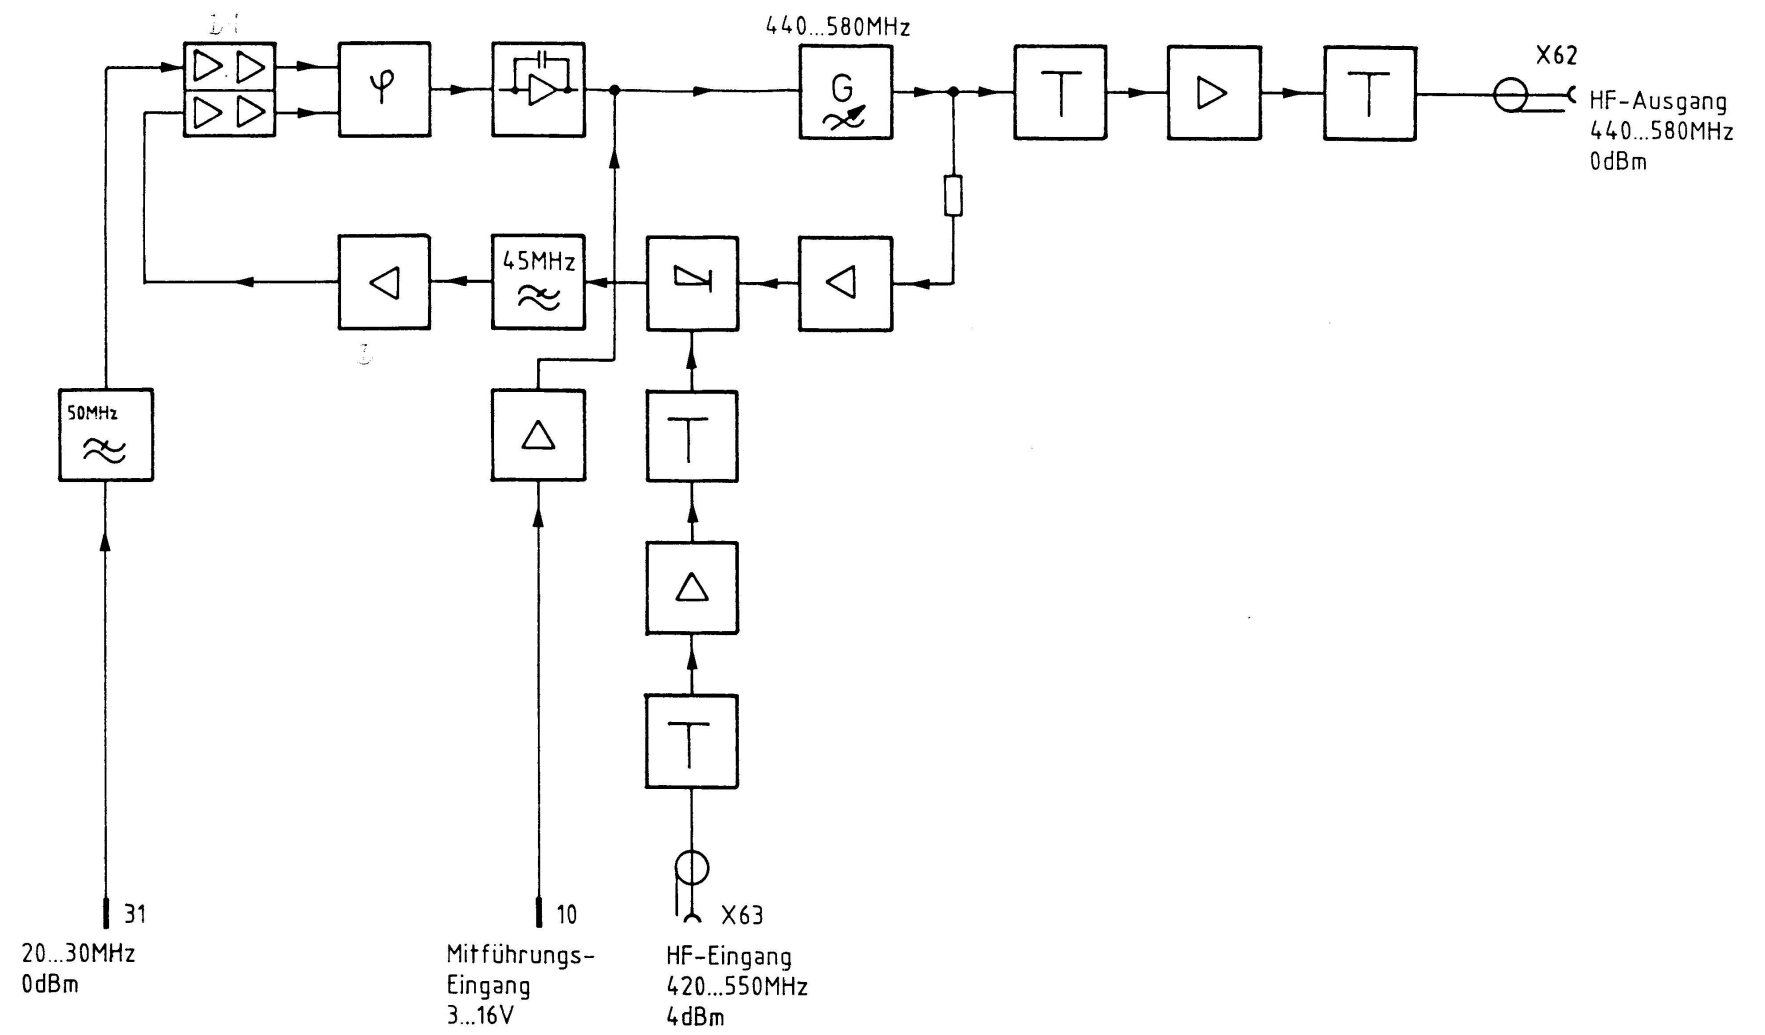 440...580MHz
X62
φ
G
T
T
HF-Ausgang
440...580MHz
0dBm
45MHz
50MHz
T
T
31
20...30MHz
0dBm
10
Mitführungs-
Eingang
3...16V
X63
HF-Eingang
420...550MHz
4dBm